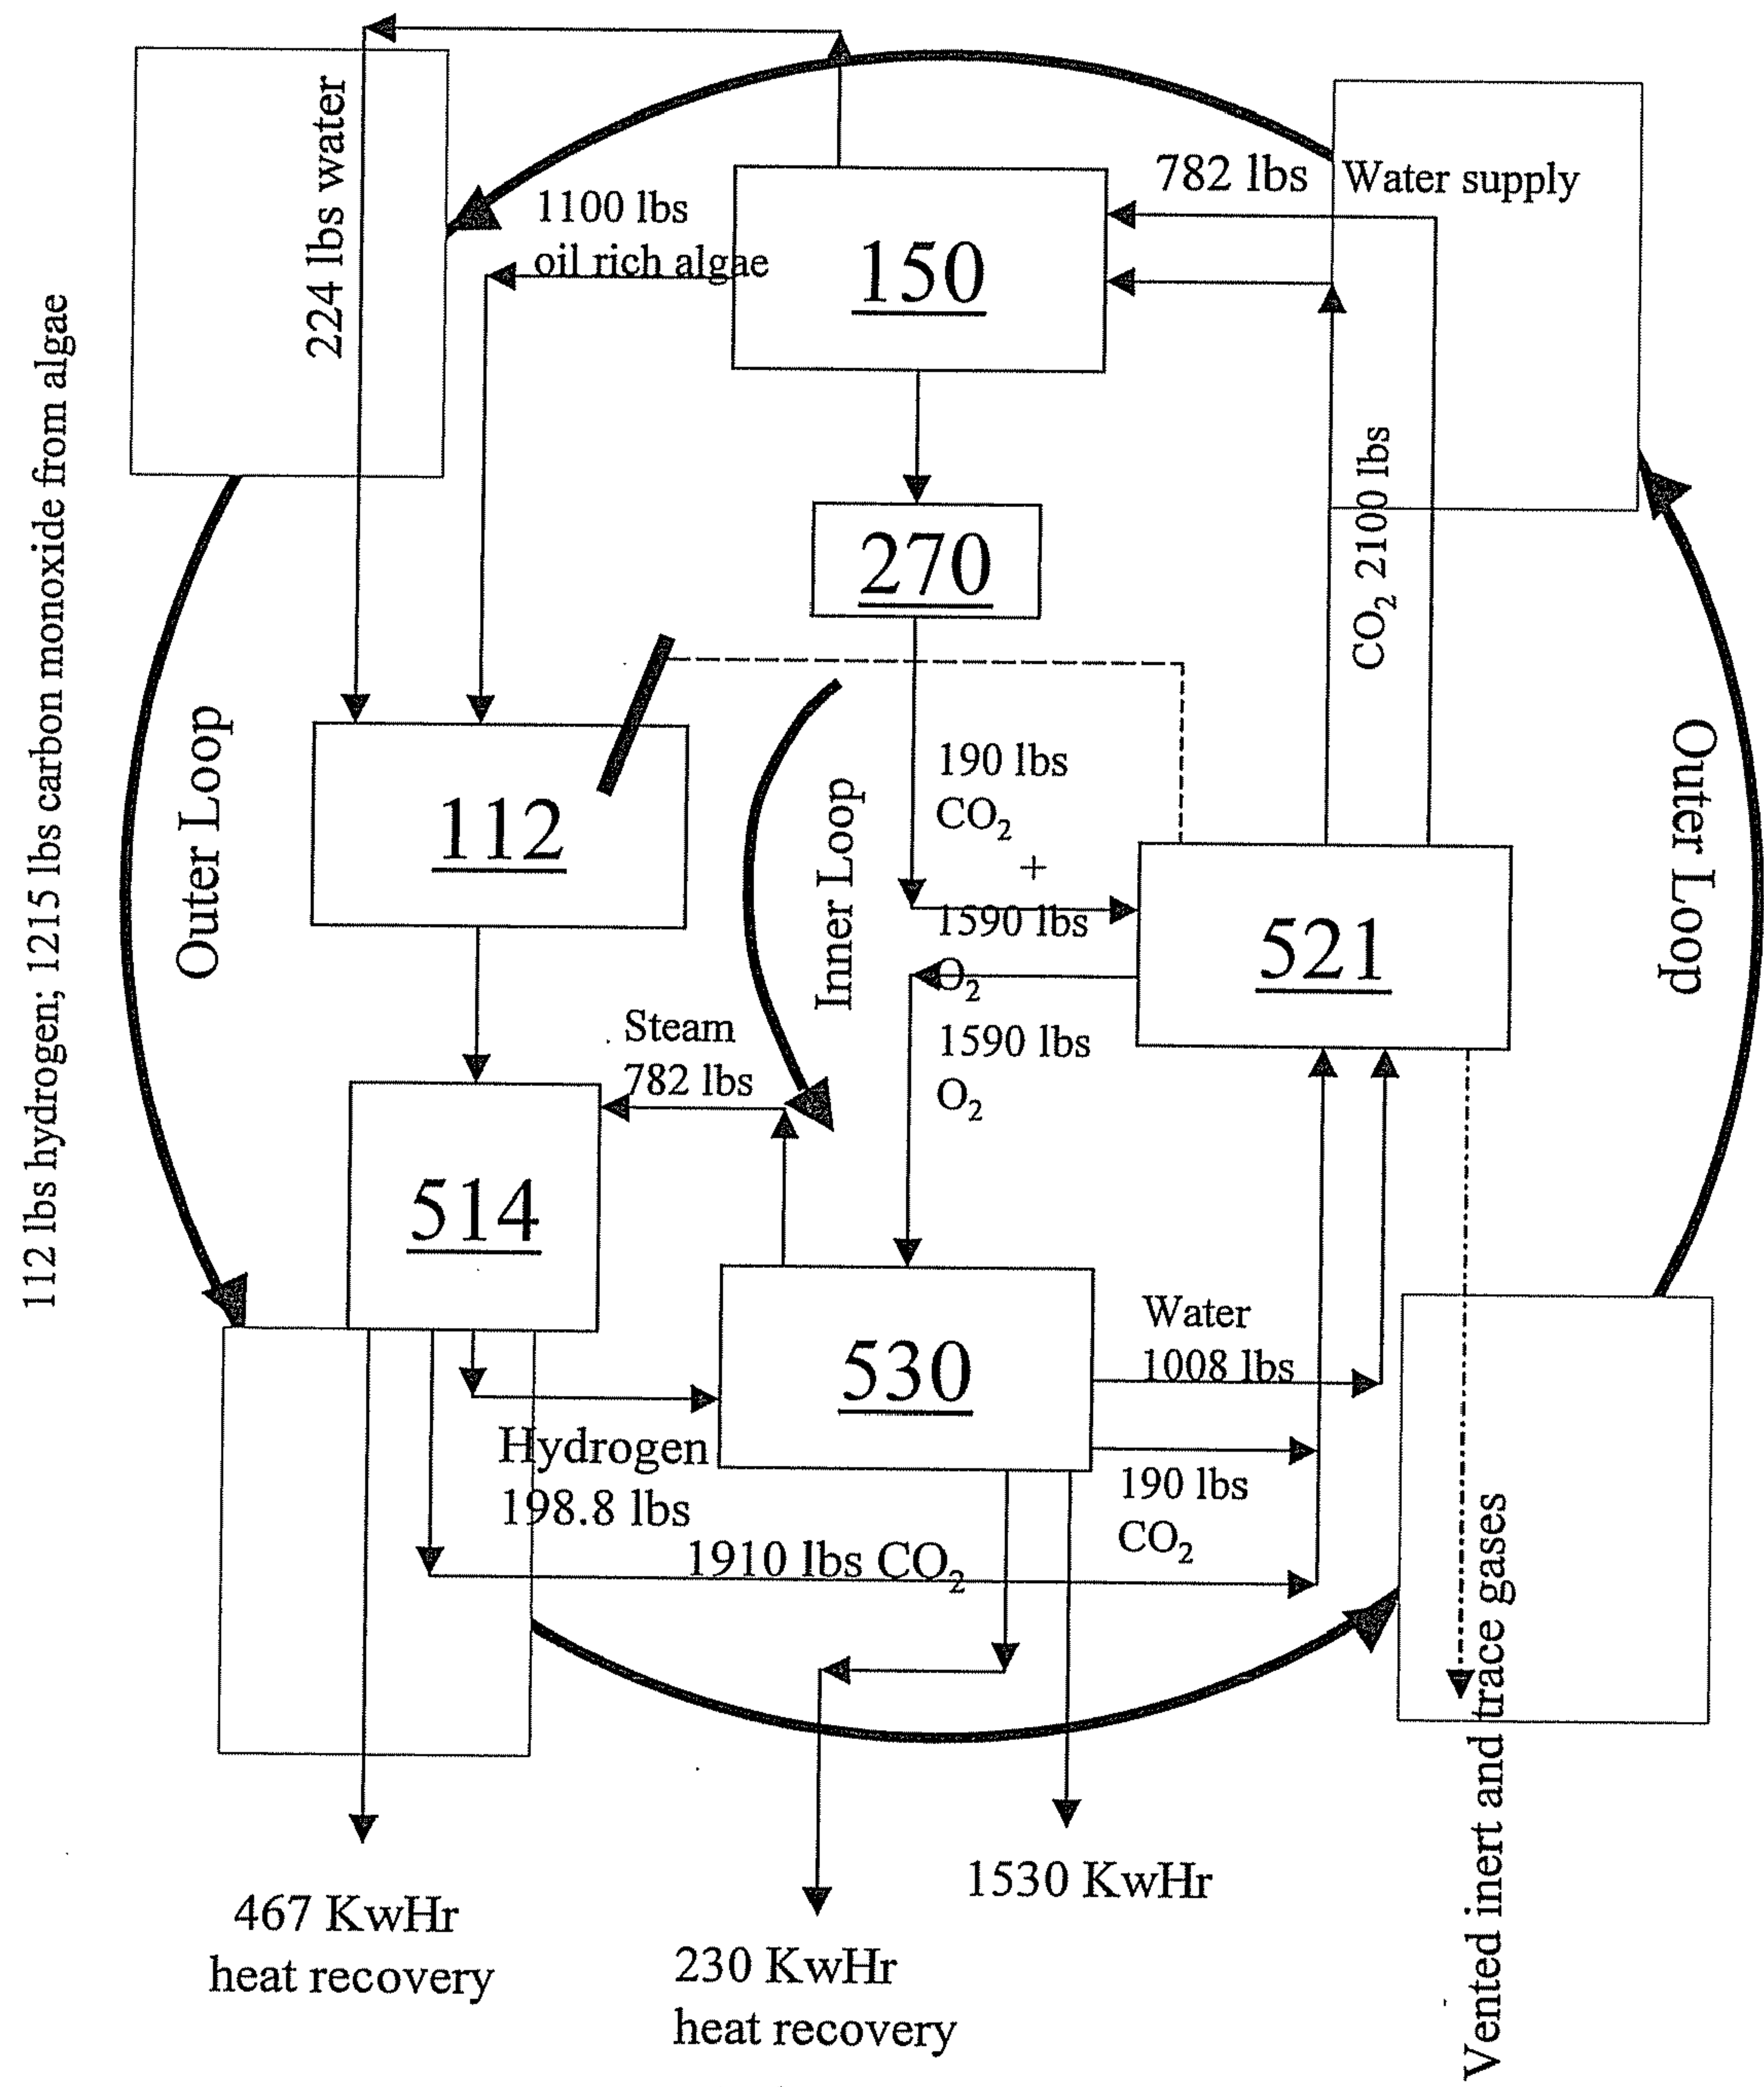 112 lbs hydrogen; 1215 lbs carbon monoxide from algae
224 lbs water
1100 lbs
oil rich algae
150
782 lbs
Water supply
270
CO₂ 2100 lbs
Outer Loop
112
Inner Loop
190 lbs
CO₂
+
1590 lbs
O₂
1590 lbs
O₂
521
Outer Loop
Steam
782 lbs
514
530
Water
1008 lbs
Hydrogen
198.8 lbs
190 lbs
CO₂
1910 lbs CO₂
467 KwHr
heat recovery
230 KwHr
heat recovery
1530 KwHr
Vented inert and trace gases